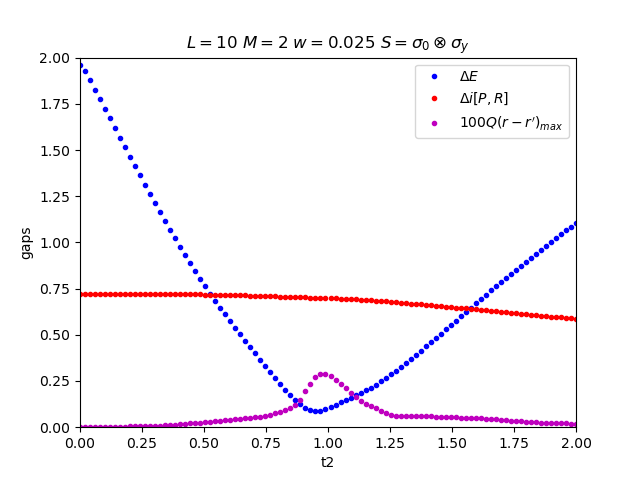 L = 10 M = 2 w = 0.025 S = σ₀ ⊗ σ_y
2.00
1.75
1.50
1.25
1.00
0.75
0.50
0.25
0.00
gaps
ΔE
Δi[P, R]
100Q(r − r′)_max
0.00 0.25 0.50 0.75 1.00 1.25 1.50 1.75 2.00
t2